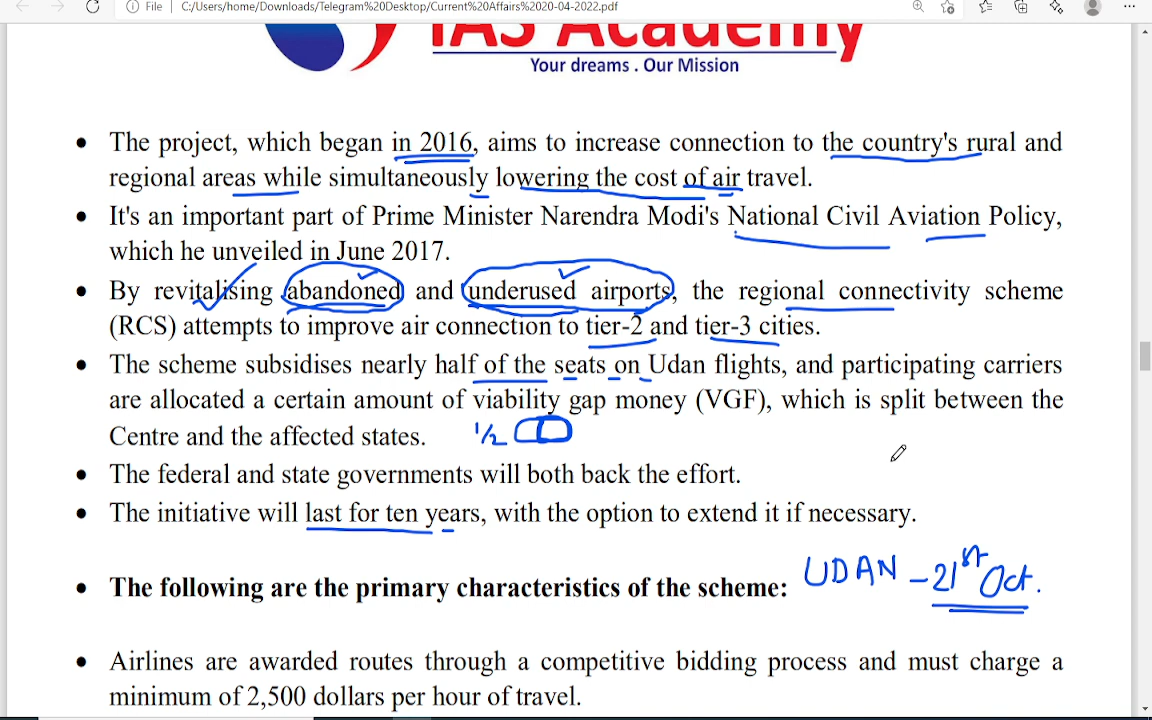 File
C:/Users/home/Downloads/Telegram%20Desktop/Current%20Affairs%2020-04-2022.pdf
IAS Academy
Your dreams . Our Mission
• The project, which began in 2016, aims to increase connection to the country's rural and
regional areas while simultaneously lowering the cost of air travel.
• It's an important part of Prime Minister Narendra Modi's National Civil Aviation Policy,
which he unveiled in June 2017.
• By revitalising abandoned and underused airports, the regional connectivity scheme
(RCS) attempts to improve air connection to tier-2 and tier-3 cities.
• The scheme subsidises nearly half of the seats on Udan flights, and participating carriers
are allocated a certain amount of viability gap money (VGF), which is split between the
Centre and the affected states.
1/2
• The federal and state governments will both back the effort.
• The initiative will last for ten years, with the option to extend it if necessary.
• The following are the primary characteristics of the scheme:
UDAN - 21st Oct.
• Airlines are awarded routes through a competitive bidding process and must charge a
minimum of 2,500 dollars per hour of travel.